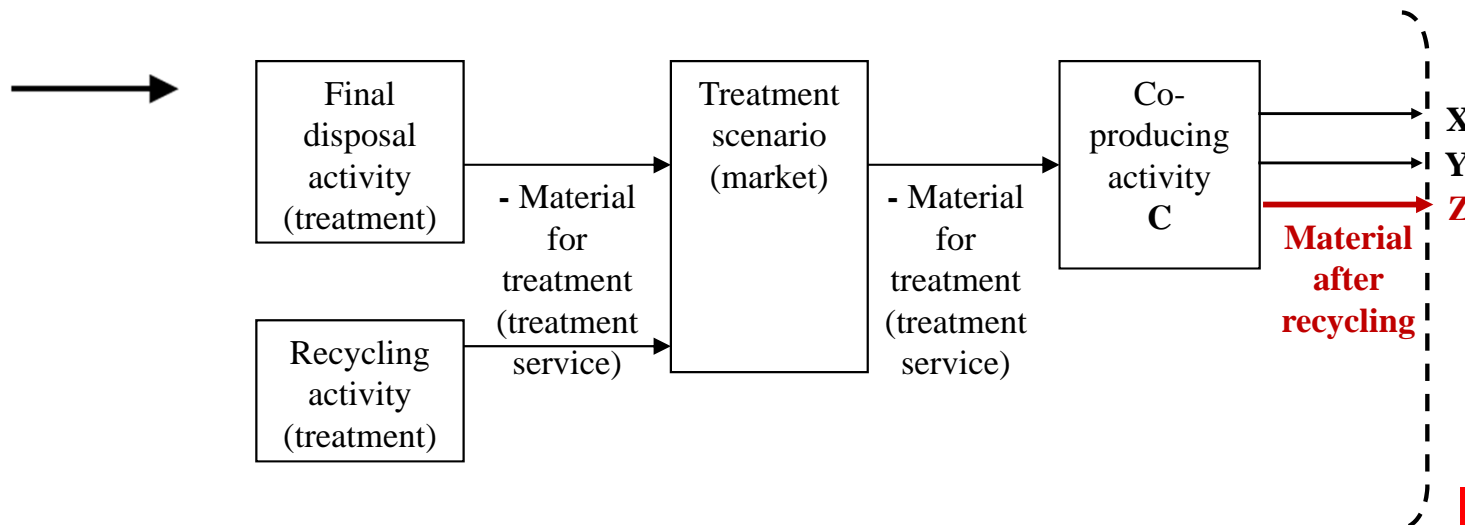 Final
disposal
activity
(treatment)
- Material
for
treatment
(treatment
service)
Recycling
activity
(treatment)
Treatment
scenario
(market)
- Material
for
treatment
(treatment
service)
Co-
producing
activity
C
X
Y
Z
Material
after
recycling